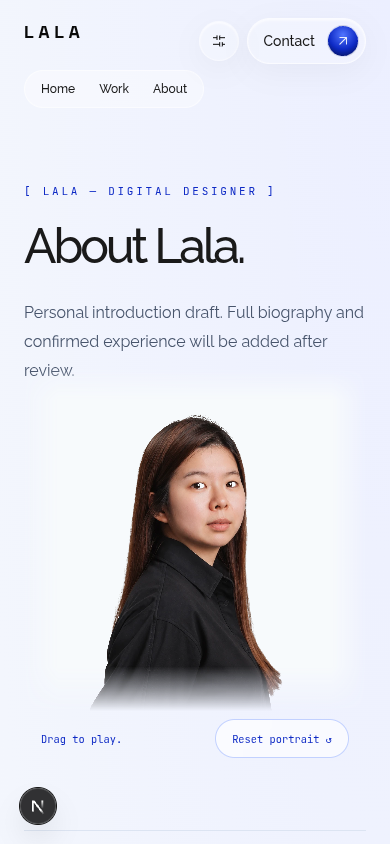 LALA
Contact
Home Work About
[ LALA — DIGITAL DESIGNER ]
About Lala.
Personal introduction draft. Full biography and
confirmed experience will be added after
review.
Drag to play.
Reset portrait ↺
N